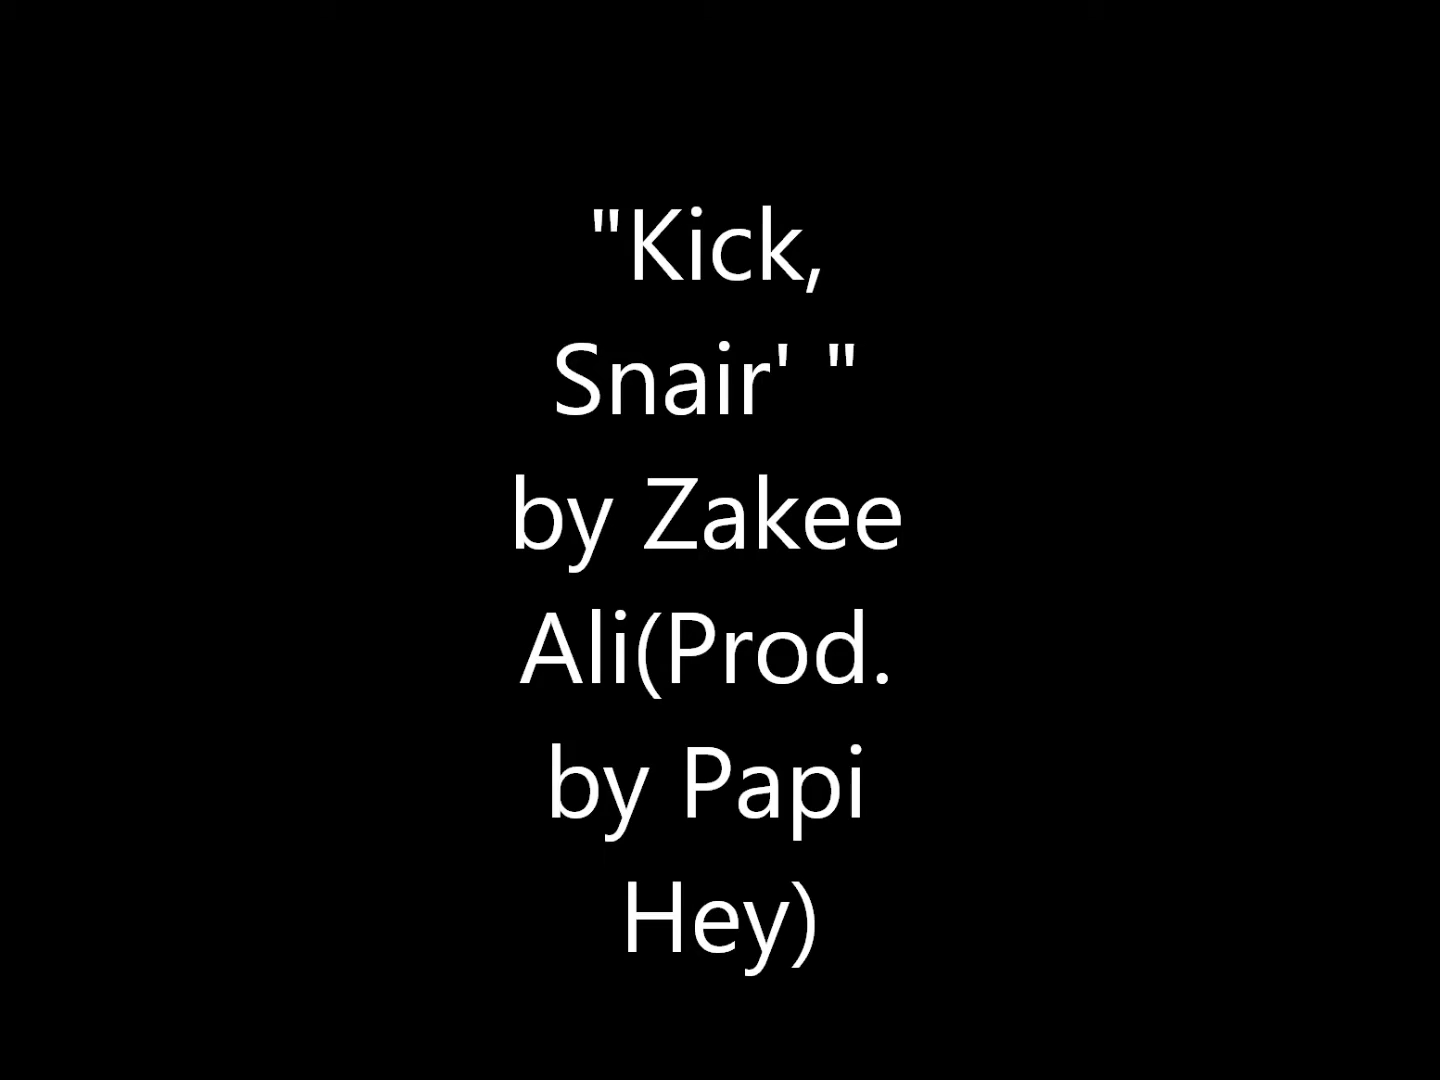 "Kick,
Snair' "
by Zakee
Ali(Prod.
by Papi
Hey)